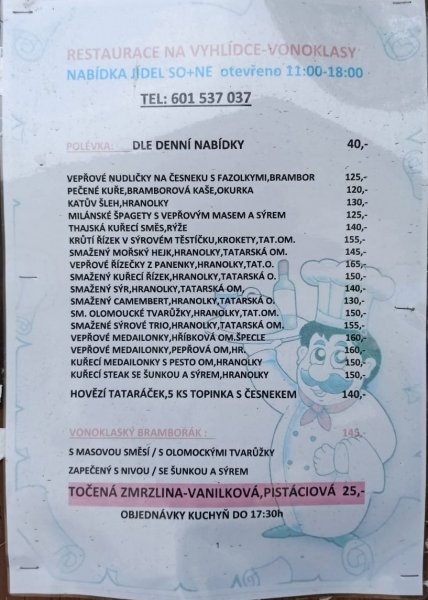 RESTAURACE NA VYHLÍDCE-VONOKLASY
NABÍDKA JÍDEL SO+NE otevřeno 11:00-18:00
TEL: 601 537 037
POLÉVKA: DLE DENNÍ NABÍDKY 40,-
VEPŘOVÉ NUDLIČKY NA ČESNEKU S FAZOLKYMI,BRAMBOR 125,-
PEČENÉ KUŘE,BRAMBOROVÁ KAŠE,OKURKA 120,-
KATŮV ŠLEH,HRANOLKY 130,-
MILÁNSKÉ ŠPAGETY S VEPŘOVÝM MASEM A SÝREM 125,-
THAJSKÁ KUŘECÍ SMĚS,RÝŽE 140,-
KRŮTÍ ŘÍZEK V SÝROVÉM TĚSTÍČKU,KROKETY,TAT.OM. 155,-
SMAŽENÝ MOŘSKÝ HEJK,HRANOLKY,TATARSKÁ OM. 145,-
VEPŘOVÉ ŘÍZEČKY Z PANENKY,HRANOLKY,TAT.O. 165,-
SMAŽENÝ KUŘECÍ ŘÍZEK,HRANOLKY,TATARSKÁ O. 150,-
SMAŽENÝ SÝR,HRANOLKY,TATARSKÁ OM, 140,-
SMAŽENÝ CAMEMBERT,HRANOLKY,TATARSKÁ O. 130,-
SM. OLOMOUCKÉ TVARŮŽKY,HRANOLKY,TAT.OM. 150,-
SMAŽENÉ SÝROVÉ TRIO,HRANOLKY,TATARSKÁ OM. 155,-
VEPŘOVÉ MEDAILONKY,HŘÍBKOVÁ OM.ŠPECLE 160,-
VEPŘOVÉ MEDAILONKY,PEPŘOVÁ OM,HR. 160,-
KUŘECÍ MEDAILONKY S PESTO OM,HRANOLKY 150,-
KUŘECÍ STEAK SE ŠUNKOU A SÝREM,HRANOLKY 150,-
HOVĚZÍ TATARÁČEK,5 KS TOPINKA S ČESNEKEM 140,-
VONOKLASKÝ BRAMBOŘÁK : 145,-
S MASOVOU SMĚSÍ / S OLOMOCKÝMI TVARŮŽKY
ZAPEČENÝ S NIVOU / SE ŠUNKOU A SÝREM
TOČENÁ ZMRZLINA-VANILKOVÁ,PISTÁCIOVÁ 25,-
OBJEDNÁVKY KUCHYŇ DO 17:30h
1